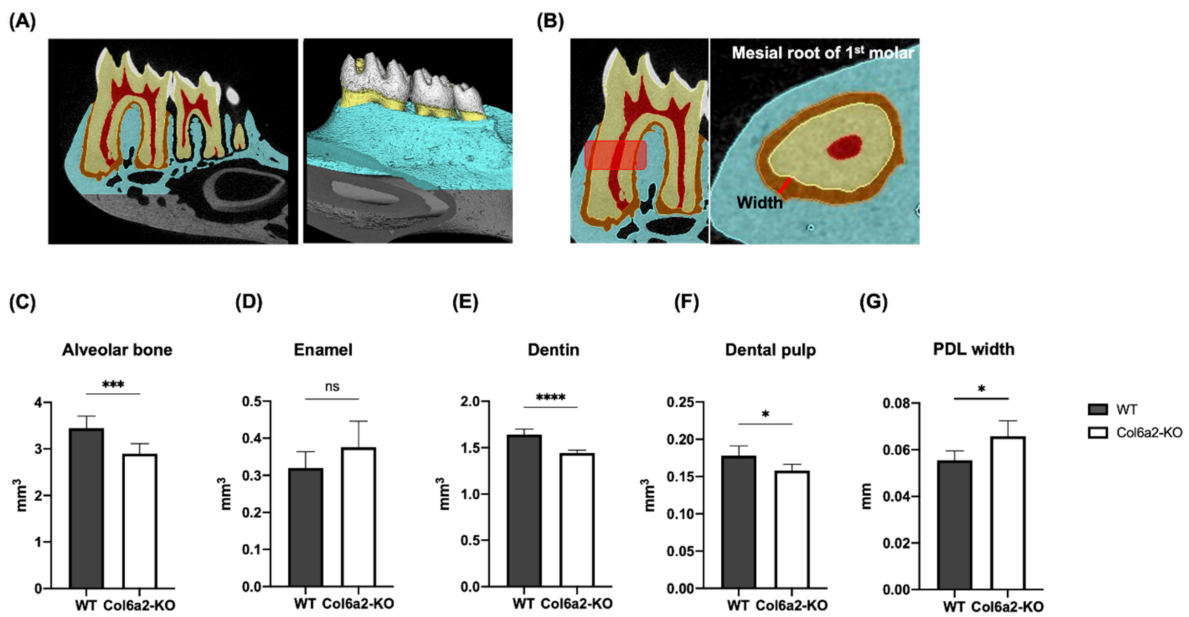 (A)
(B)
Mesial root of 1st molar
Width
(C)
(D)
(E)
(F)
(G)
Alveolar bone
Enamel
Dentin
Dental pulp
PDL width
***
ns
****
*
*
4
3
2
1
0
mm3
WT Col6a2-KO
0.5
0.4
0.3
0.2
0.1
0.0
mm3
WT Col6a2-KO
2.0
1.5
1.0
0.5
0.0
mm3
WT Col6a2-KO
0.25
0.20
0.15
0.10
0.05
0.00
mm3
WT Col6a2-KO
0.08
0.06
0.04
0.02
0.00
mm
WT Col6a2-KO
WT
Col6a2-KO